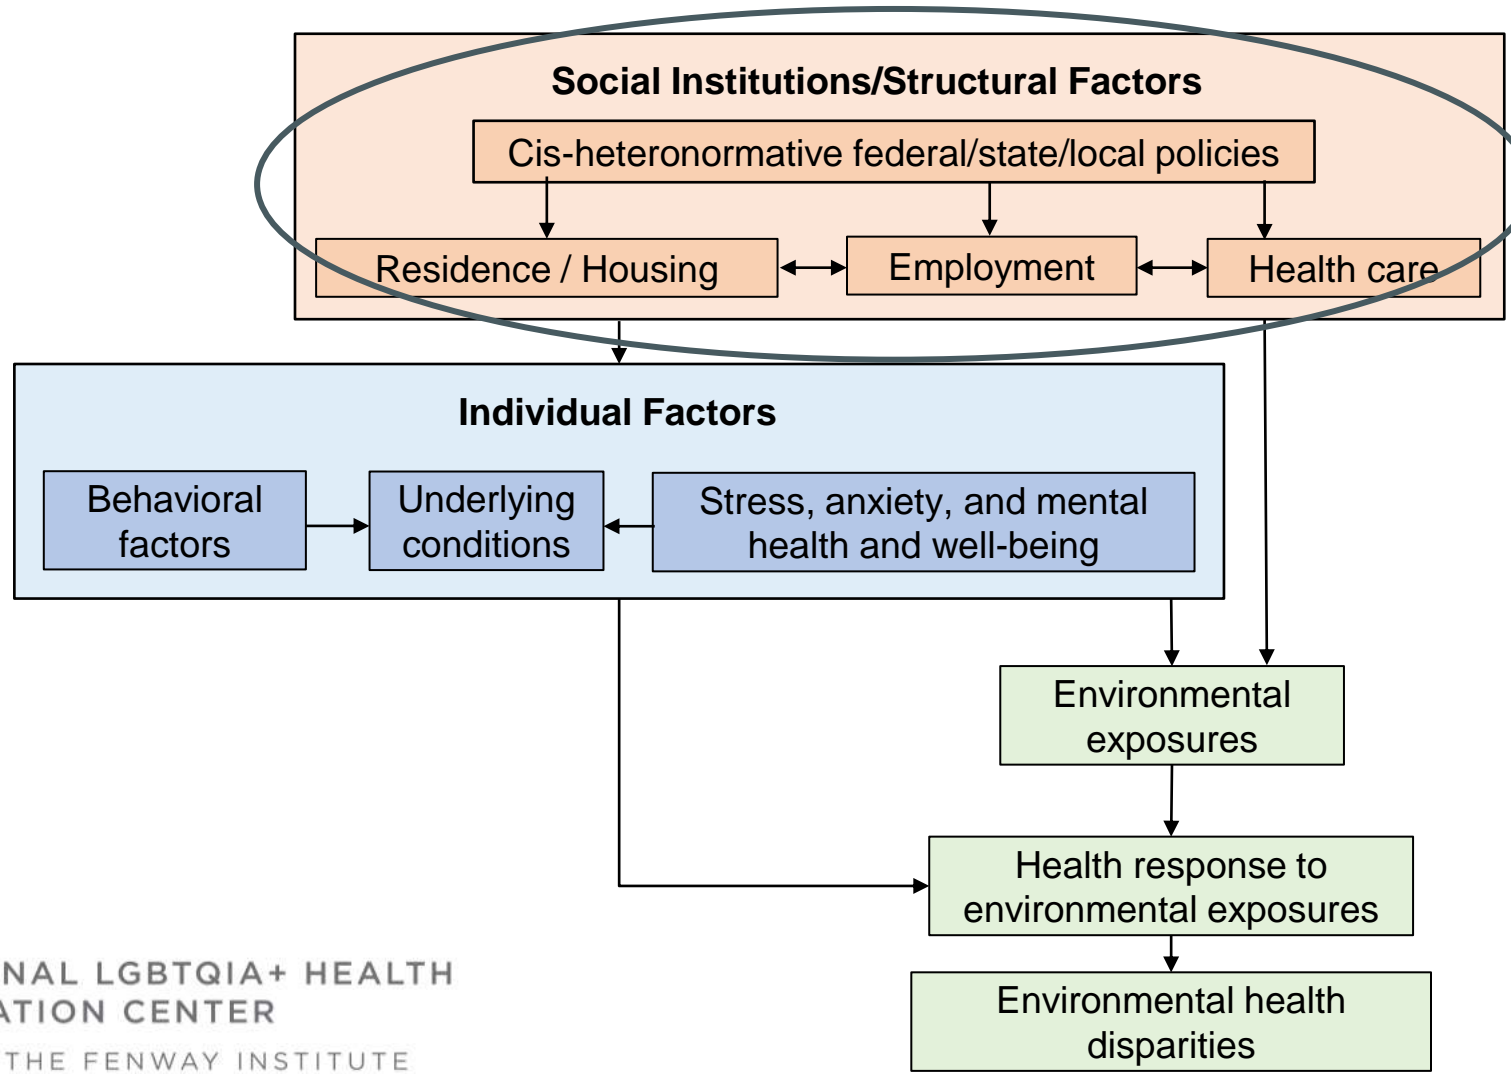 Social Institutions/Structural Factors
Cis-heteronormative federal/state/local policies
Residence / Housing
Employment
Health care
Individual Factors
Behavioral
factors
Underlying
conditions
Stress, anxiety, and mental
health and well-being
Environmental
exposures
Health response to
environmental exposures
Environmental health
disparities
NAL LGBTQIA+ HEALTH
ATION CENTER
THE FENWAY INSTITUTE